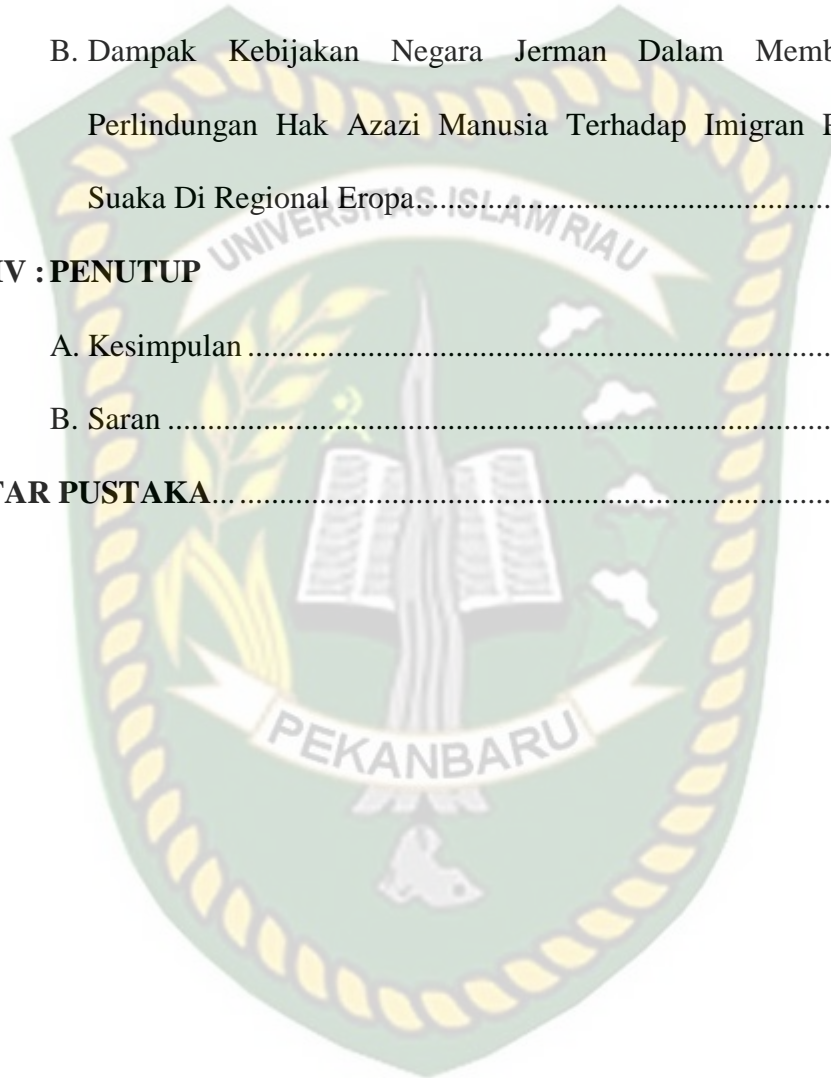 B. Dampak Kebijakan Negara Jerman Dalam Memb
Perlindungan Hak Azazi Manusia Terhadap Imigran
Suaka Di Regional Eropa..................................................
UNIVERSITAS ISLAM RIAU
IV : PENUTUP
A. Kesimpulan ..........................................................................
B. Saran ....................................................................................
TAR PUSTAKA... ..........................................................................
PEKANBARU